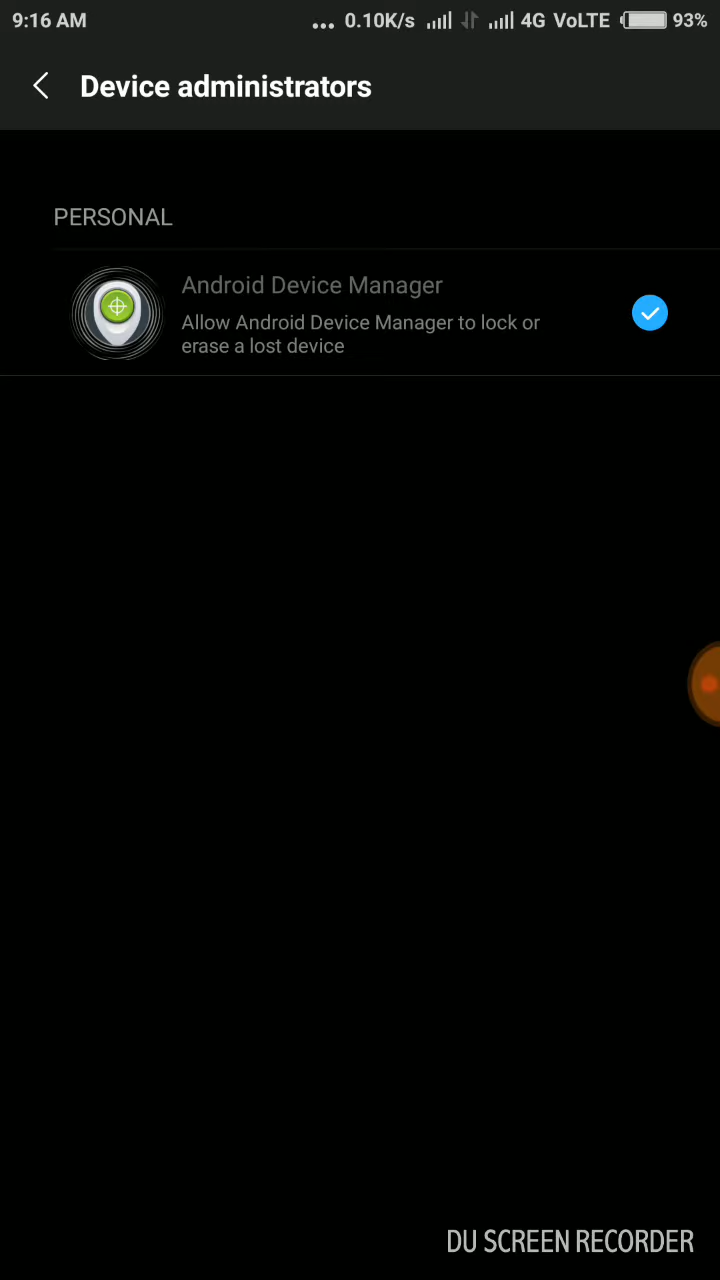 9:16 AM ... 0.10K/s 4G VoLTE 93%
Device administrators
PERSONAL
Android Device Manager
Allow Android Device Manager to lock or
erase a lost device
DU SCREEN RECORDER